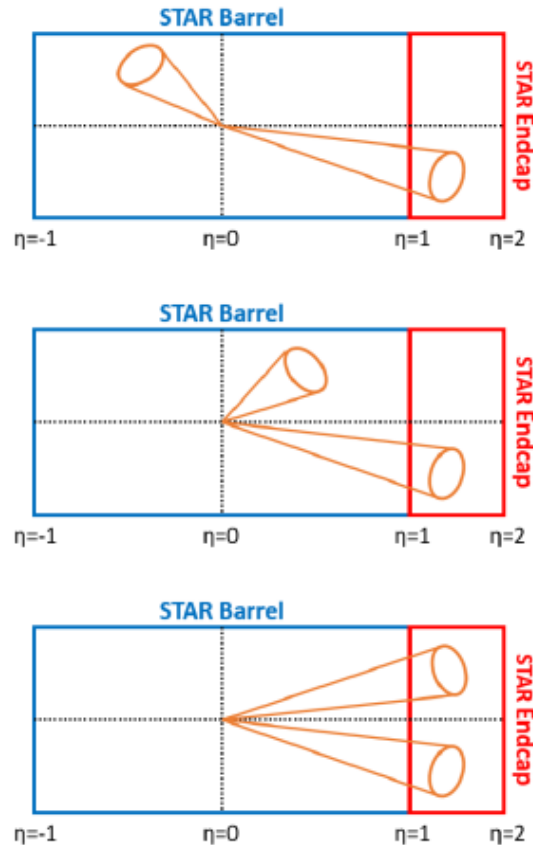 STAR Barrel
STAR Endcap
η=-1 η=0 η=1 η=2
STAR Barrel
STAR Endcap
η=-1 η=0 η=1 η=2
STAR Barrel
STAR Endcap
η=-1 η=0 η=1 η=2